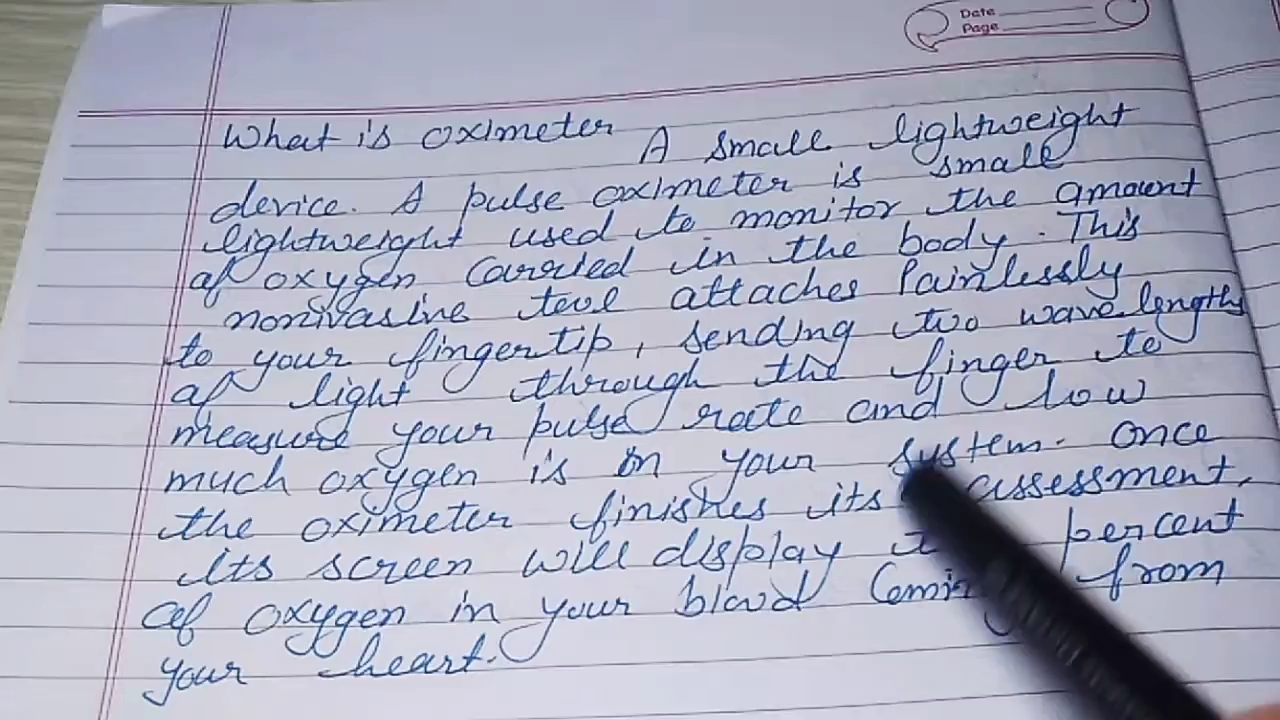 Date
Page
What is oximeter A small lightweight
device. A pulse oximeter is small
lightweight used to monitor the amount
of oxygen carried in the body. This
nonivasine tool attaches Painlessly
to your fingertip, sending two wave lengths
of light through the finger to
measure your pulse rate and how
much oxygen is in your system. Once
the oximeter finishes its assessment,
its screen will display percent
of oxygen in your blood from
your heart.